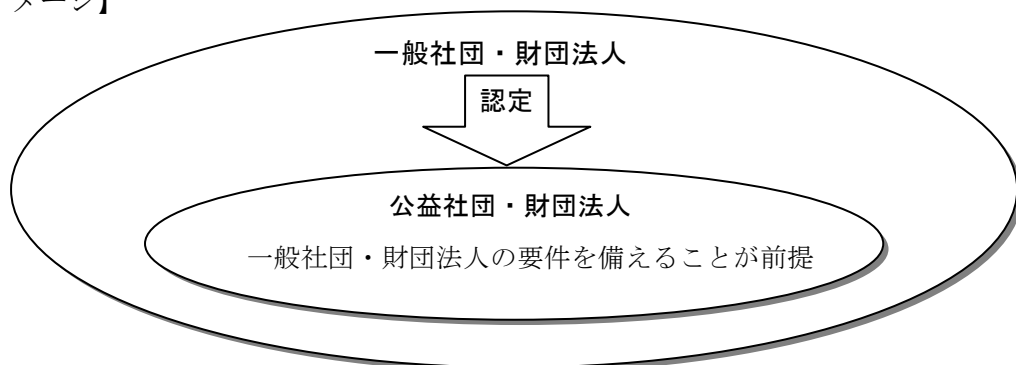 メージ】
一般社団・財団法人
認定
公益社団・財団法人
一般社団・財団法人の要件を備えることが前提